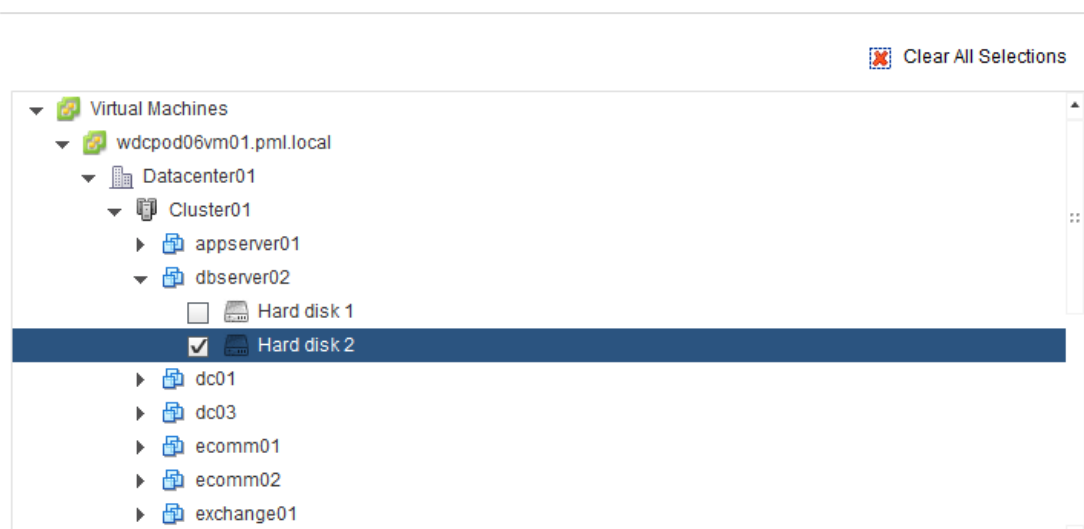 Clear All Selections
Virtual Machines
wdcpod06vm01.pml.local
Datacenter01
Cluster01
appserver01
dbserver02
Hard disk 1
Hard disk 2
dc01
dc03
ecomm01
ecomm02
exchange01